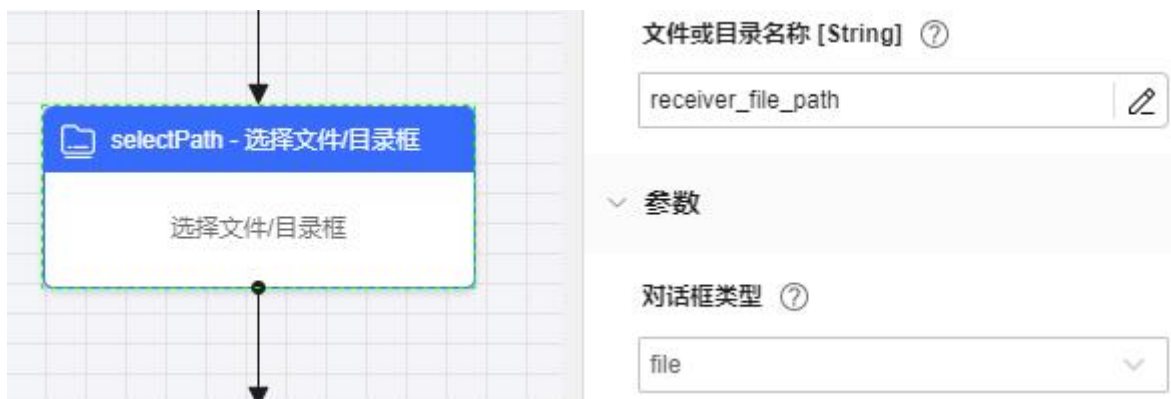 selectPath - 选择文件/目录框
选择文件/目录框
文件或目录名称 [String]
receiver_file_path
参数
对话框类型
file